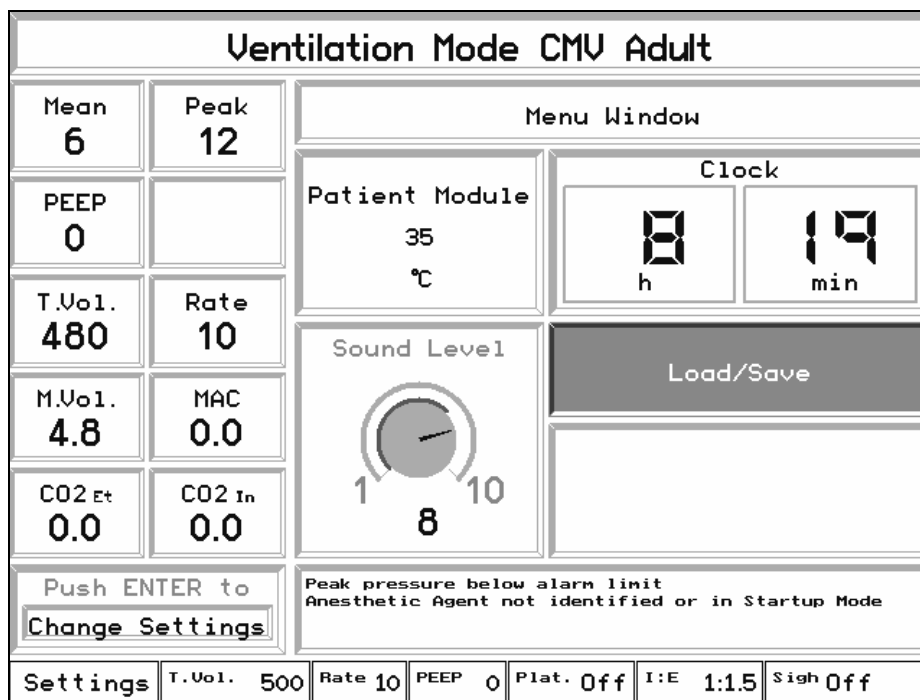 Ventilation Mode CMV Adult
Mean
6
Peak
12
PEEP
0
T.Vol.
480
Rate
10
M.Vol.
4.8
MAC
0.0
CO2 Et
0.0
CO2 In
0.0
Push ENTER to
Change Settings
Menu Window
Patient Module
35
°C
Clock
8
h
19
min
Sound Level
1
10
8
Load/Save
Peak pressure below alarm limit
Anesthetic Agent not identified or in Startup Mode
Settings T.Vol. 500 Rate 10 PEEP 0 Plat. Off I:E 1:1.5 Sigh Off